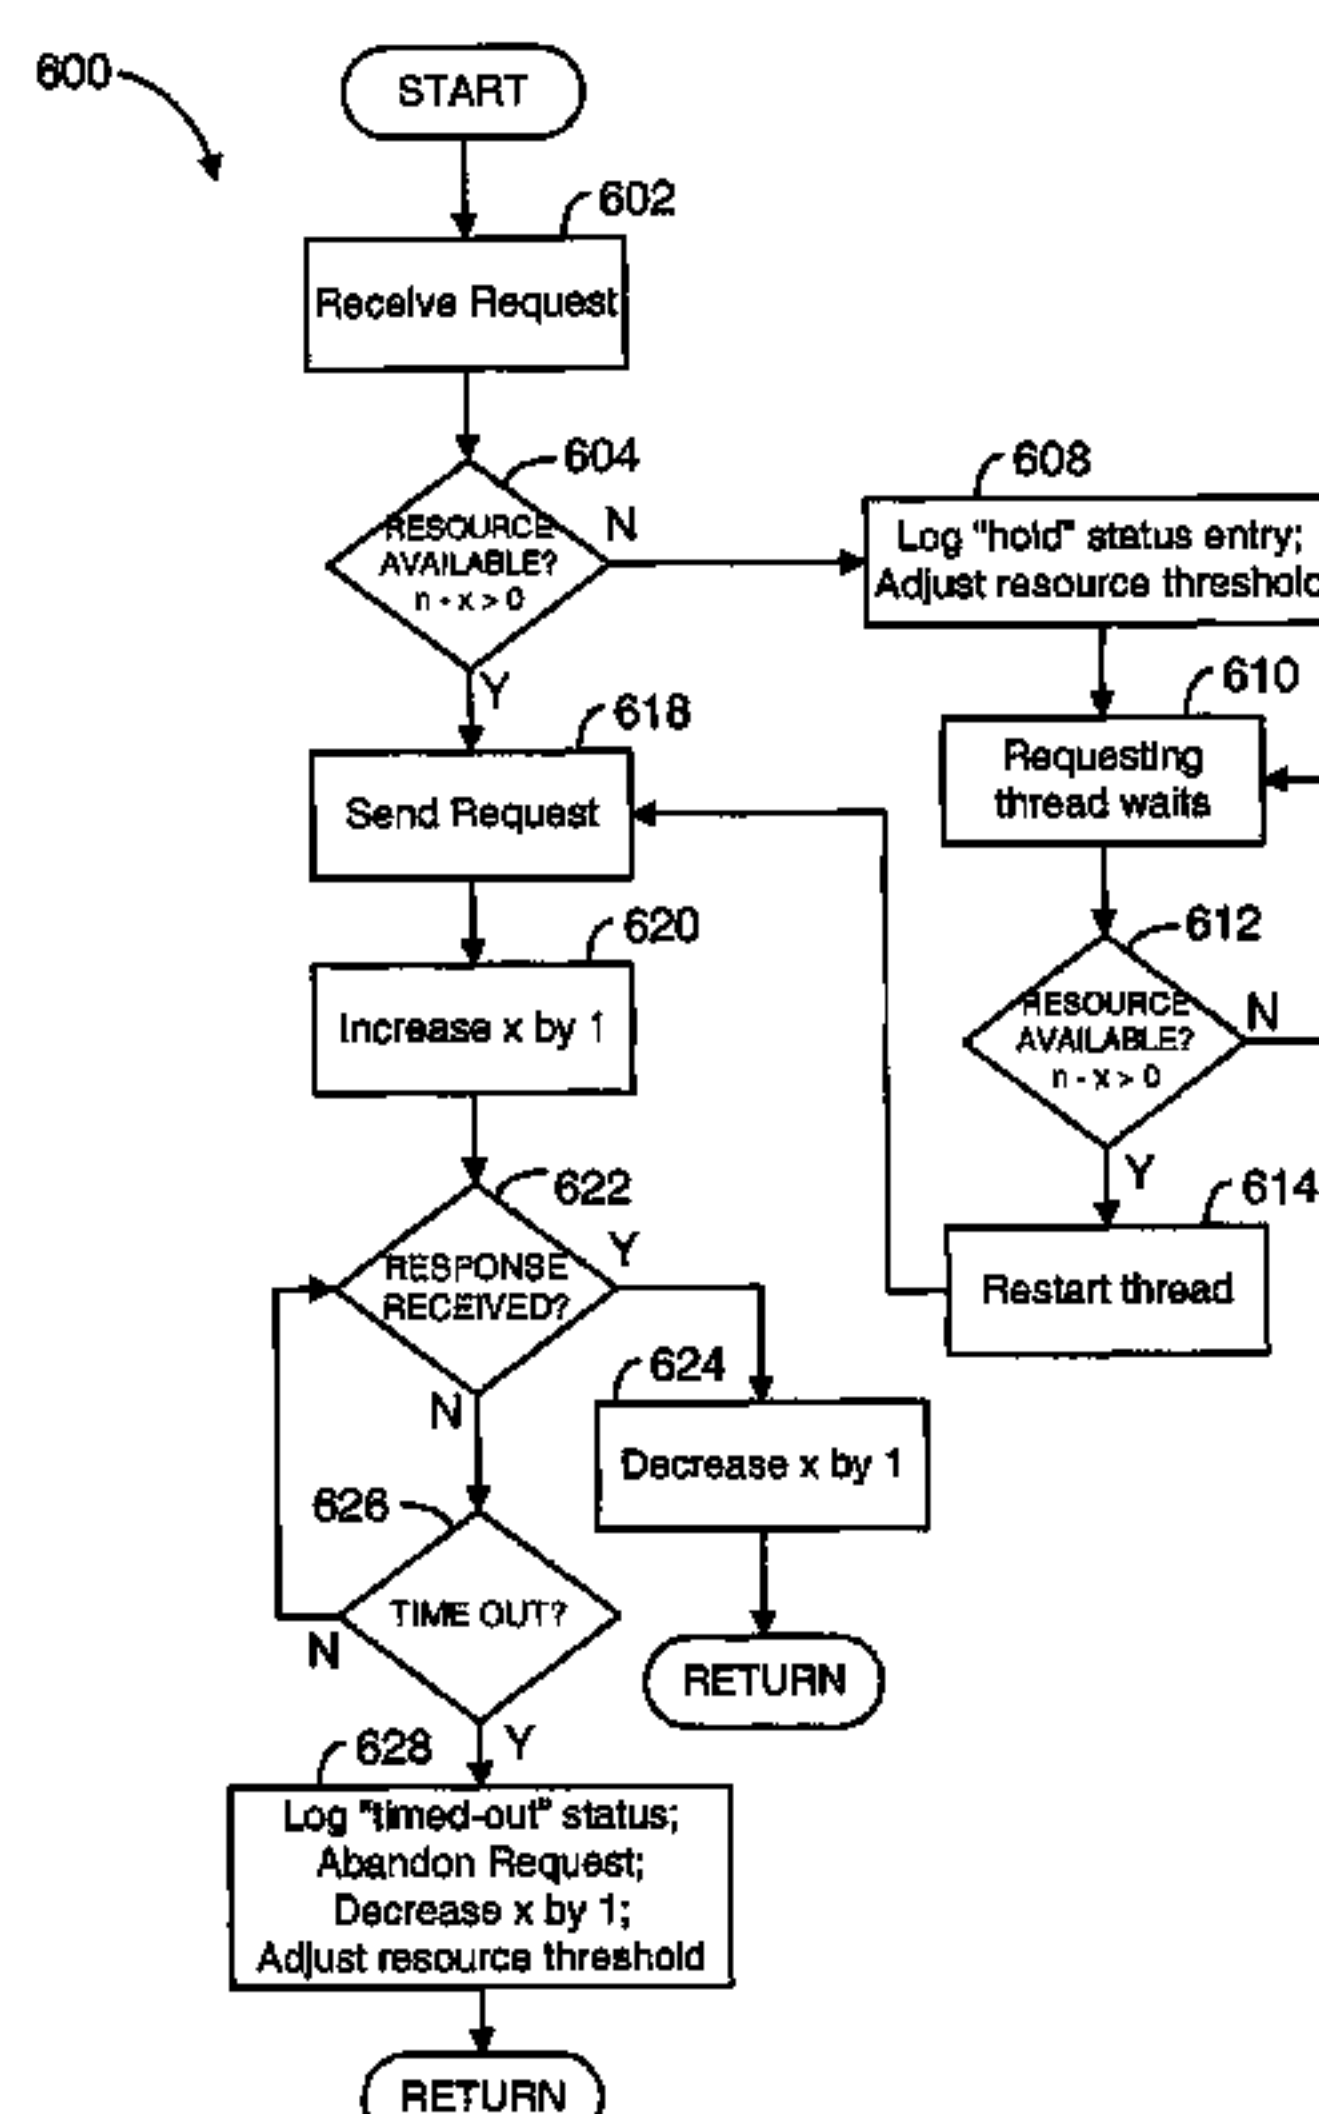 600
START
602
Receive Request
604
RESOURCE
AVAILABLE?
n - x > 0
N
Y
608
Log "hold" status entry;
Adjust resource threshold
610
Requesting
thread waits
612
RESOURCE
AVAILABLE?
n - x > 0
N
Y
614
Restart thread
618
Send Request
620
Increase x by 1
622
RESPONSE
RECEIVED?
Y
N
624
Decrease x by 1
RETURN
626
TIME OUT?
N
Y
628
Log "timed-out" status;
Abandon Request;
Decrease x by 1;
Adjust resource threshold
RETURN